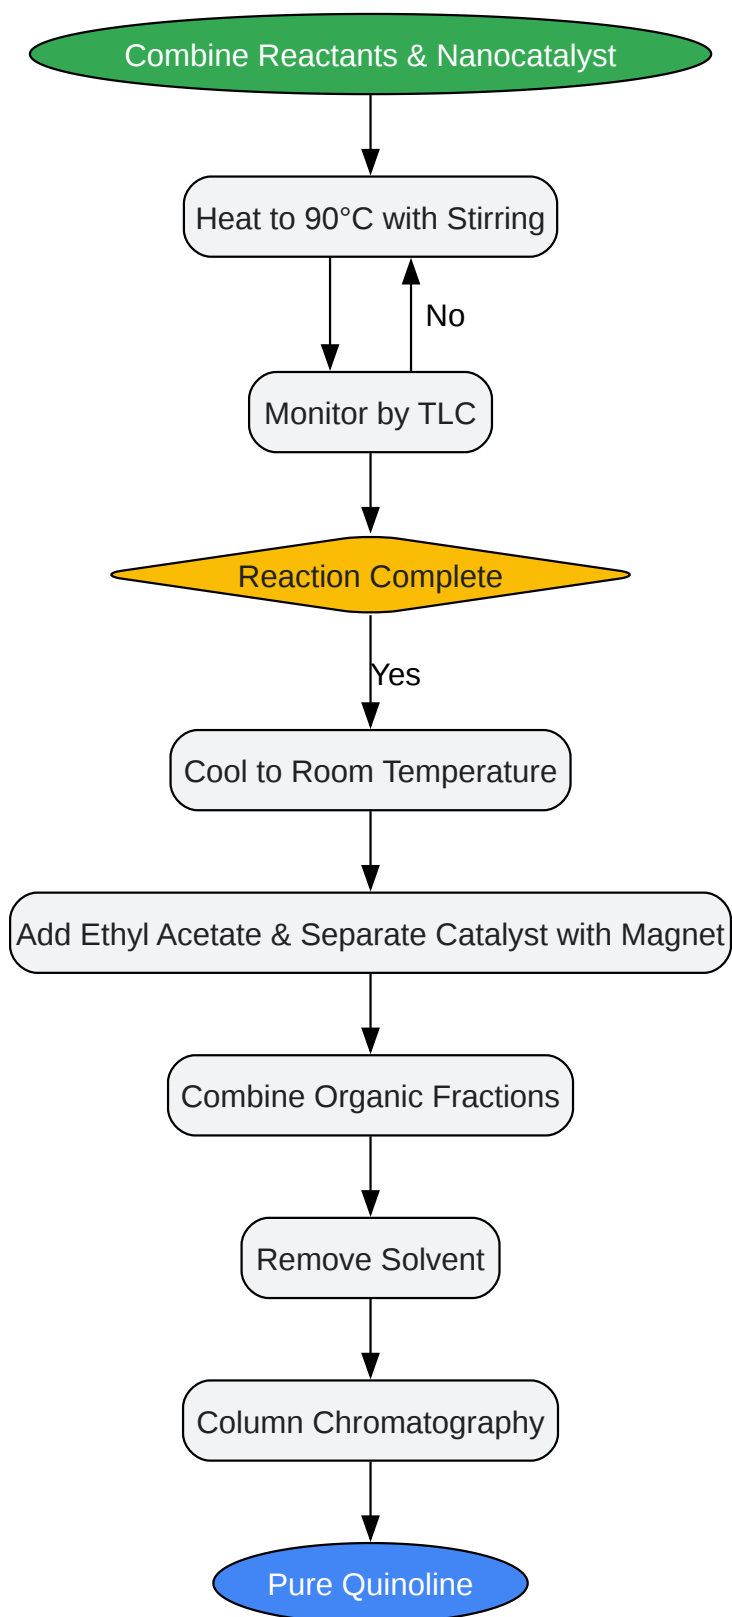 Combine Reactants & Nanocatalyst
Heat to 90°C with Stirring
No
Monitor by TLC
Reaction Complete
Yes
Cool to Room Temperature
Add Ethyl Acetate & Separate Catalyst with Magnet
Combine Organic Fractions
Remove Solvent
Column Chromatography
Pure Quinoline